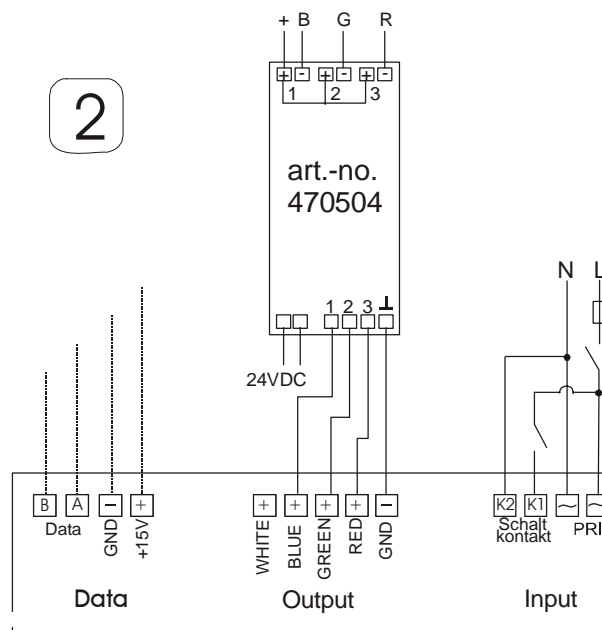 + B G R
+ - + - + -
1 2 3
2
art.-no.
470504
N L
1 2 3 ⊥
24VDC
B A − + + + + + − K2 K1 ~ ~
Data GND +15V WHITE BLUE GREEN RED GND Schalt
kontakt PRI
Data Output Input